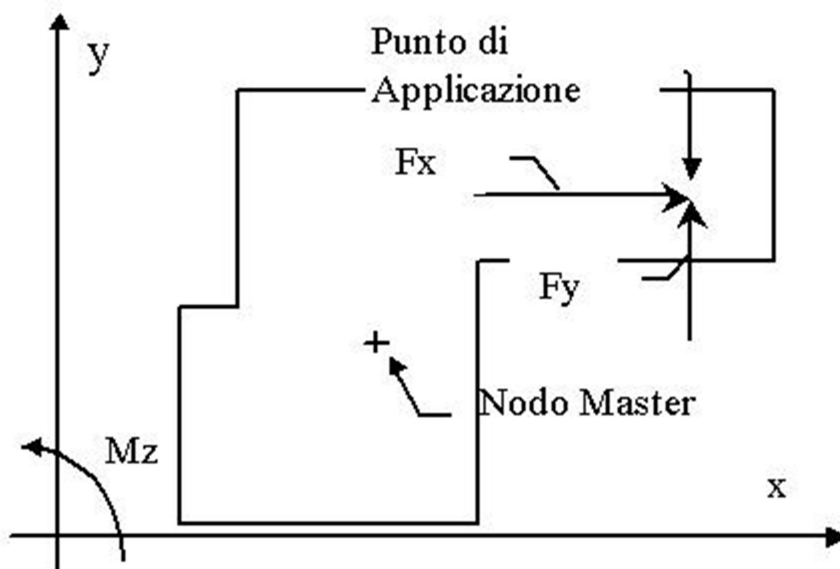 y
Punto di
Applicazione
Fx
Fy
Nodo Master
Mz
x